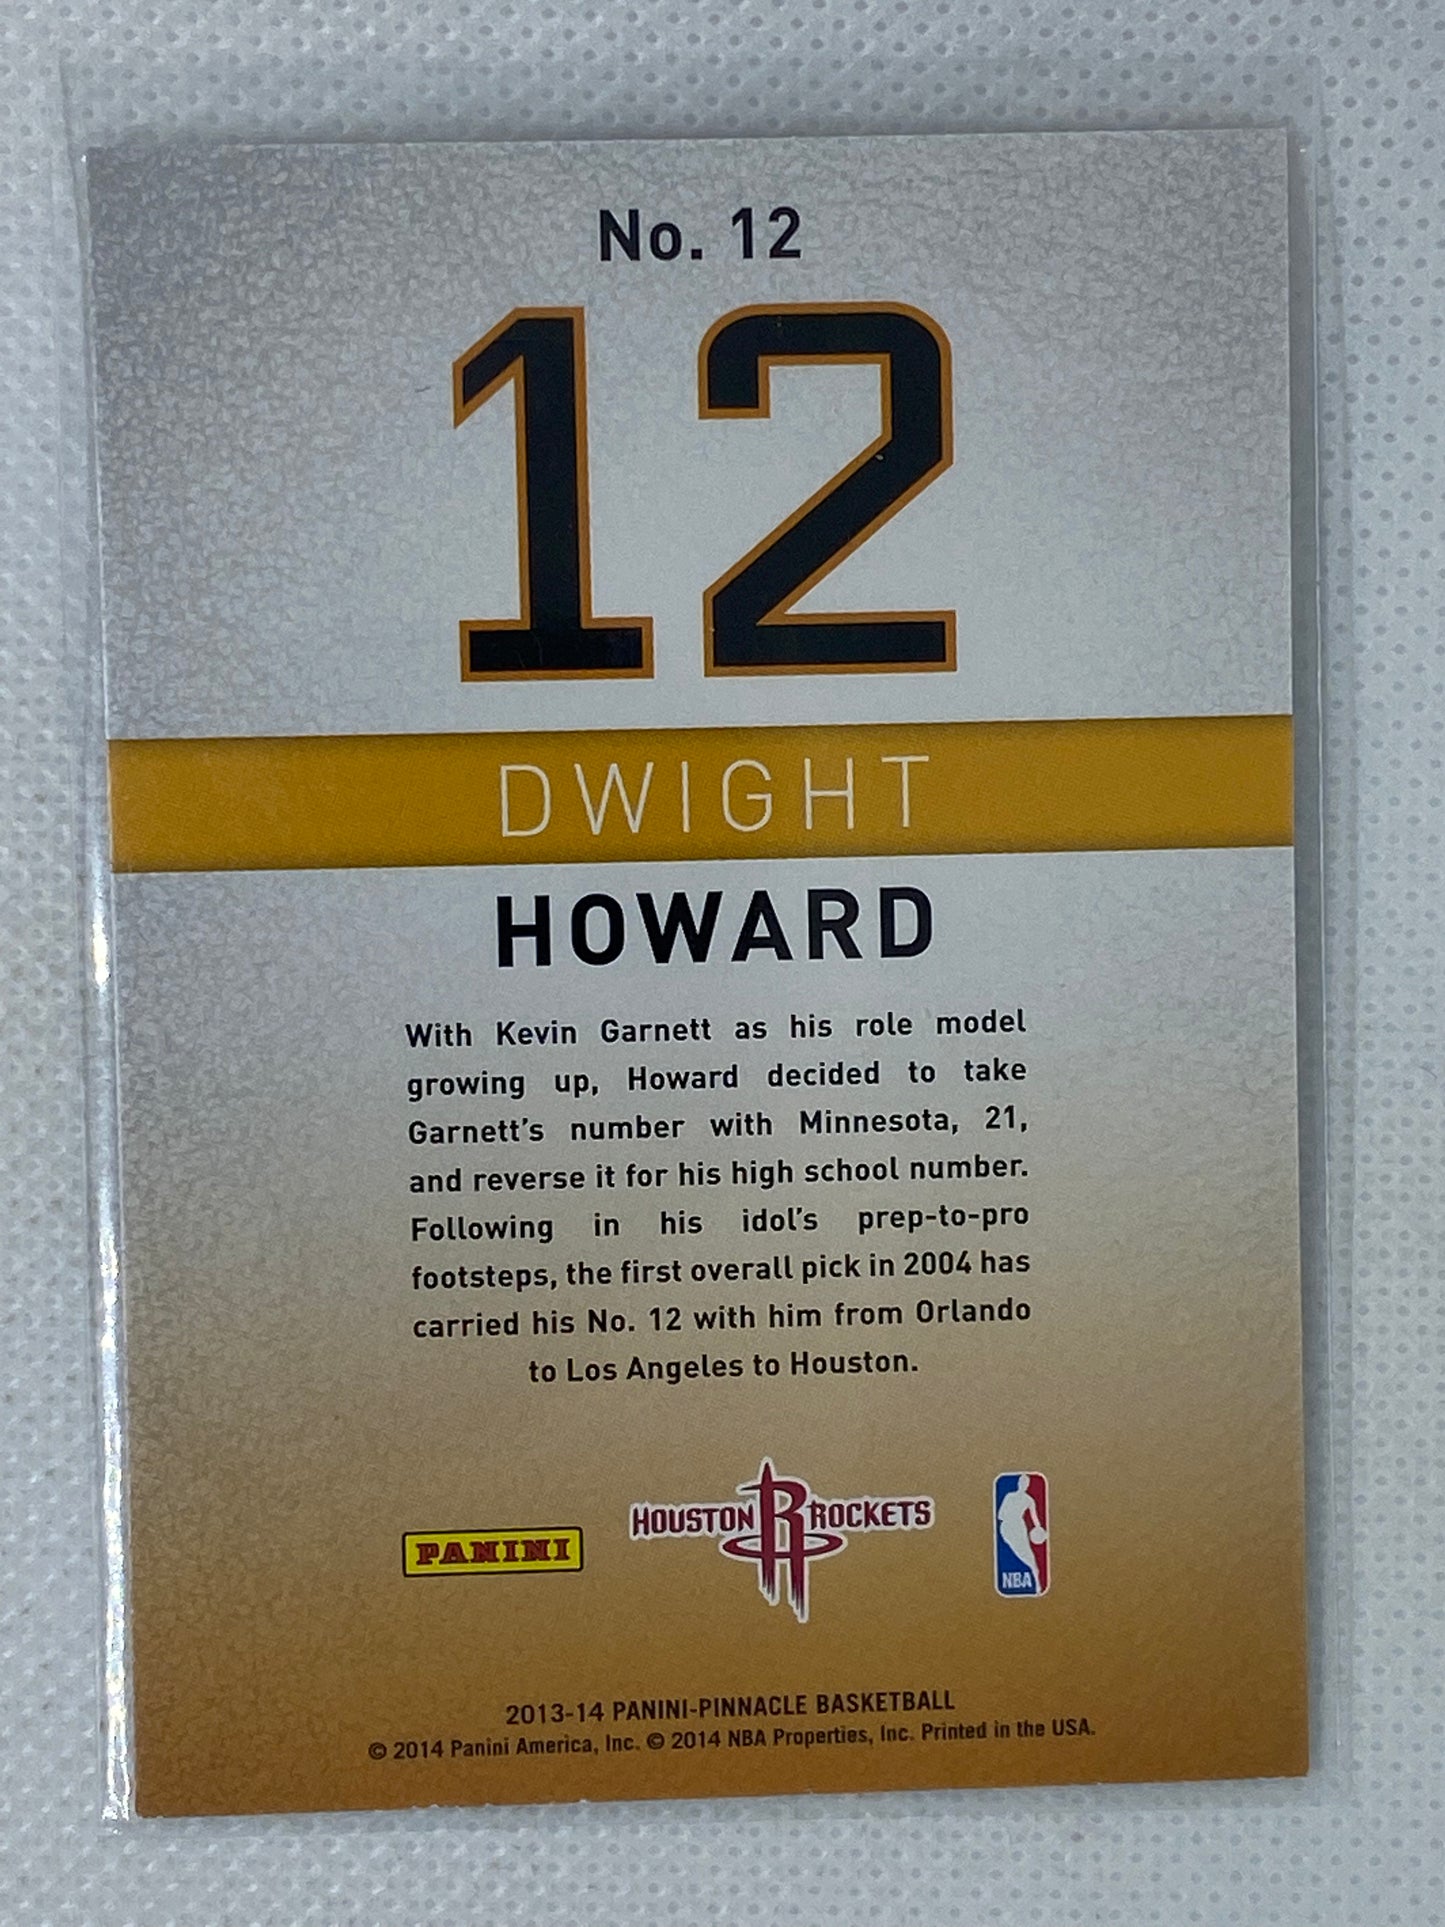 No. 12
12
DWIGHT
HOWARD
With Kevin Garnett as his role model
growing up, Howard decided to take
Garnett's number with Minnesota, 21,
and reverse it for his high school number.
Following in his idol's prep-to-pro
footsteps, the first overall pick in 2004 has
carried his No. 12 with him from Orlando
to Los Angeles to Houston.
PANINI
HOUSTON R ROCKETS
NBA
2013-14 PANINI-PINNACLE BASKETBALL
© 2014 Panini America, Inc. © 2014 NBA Properties, Inc. Printed in the USA.